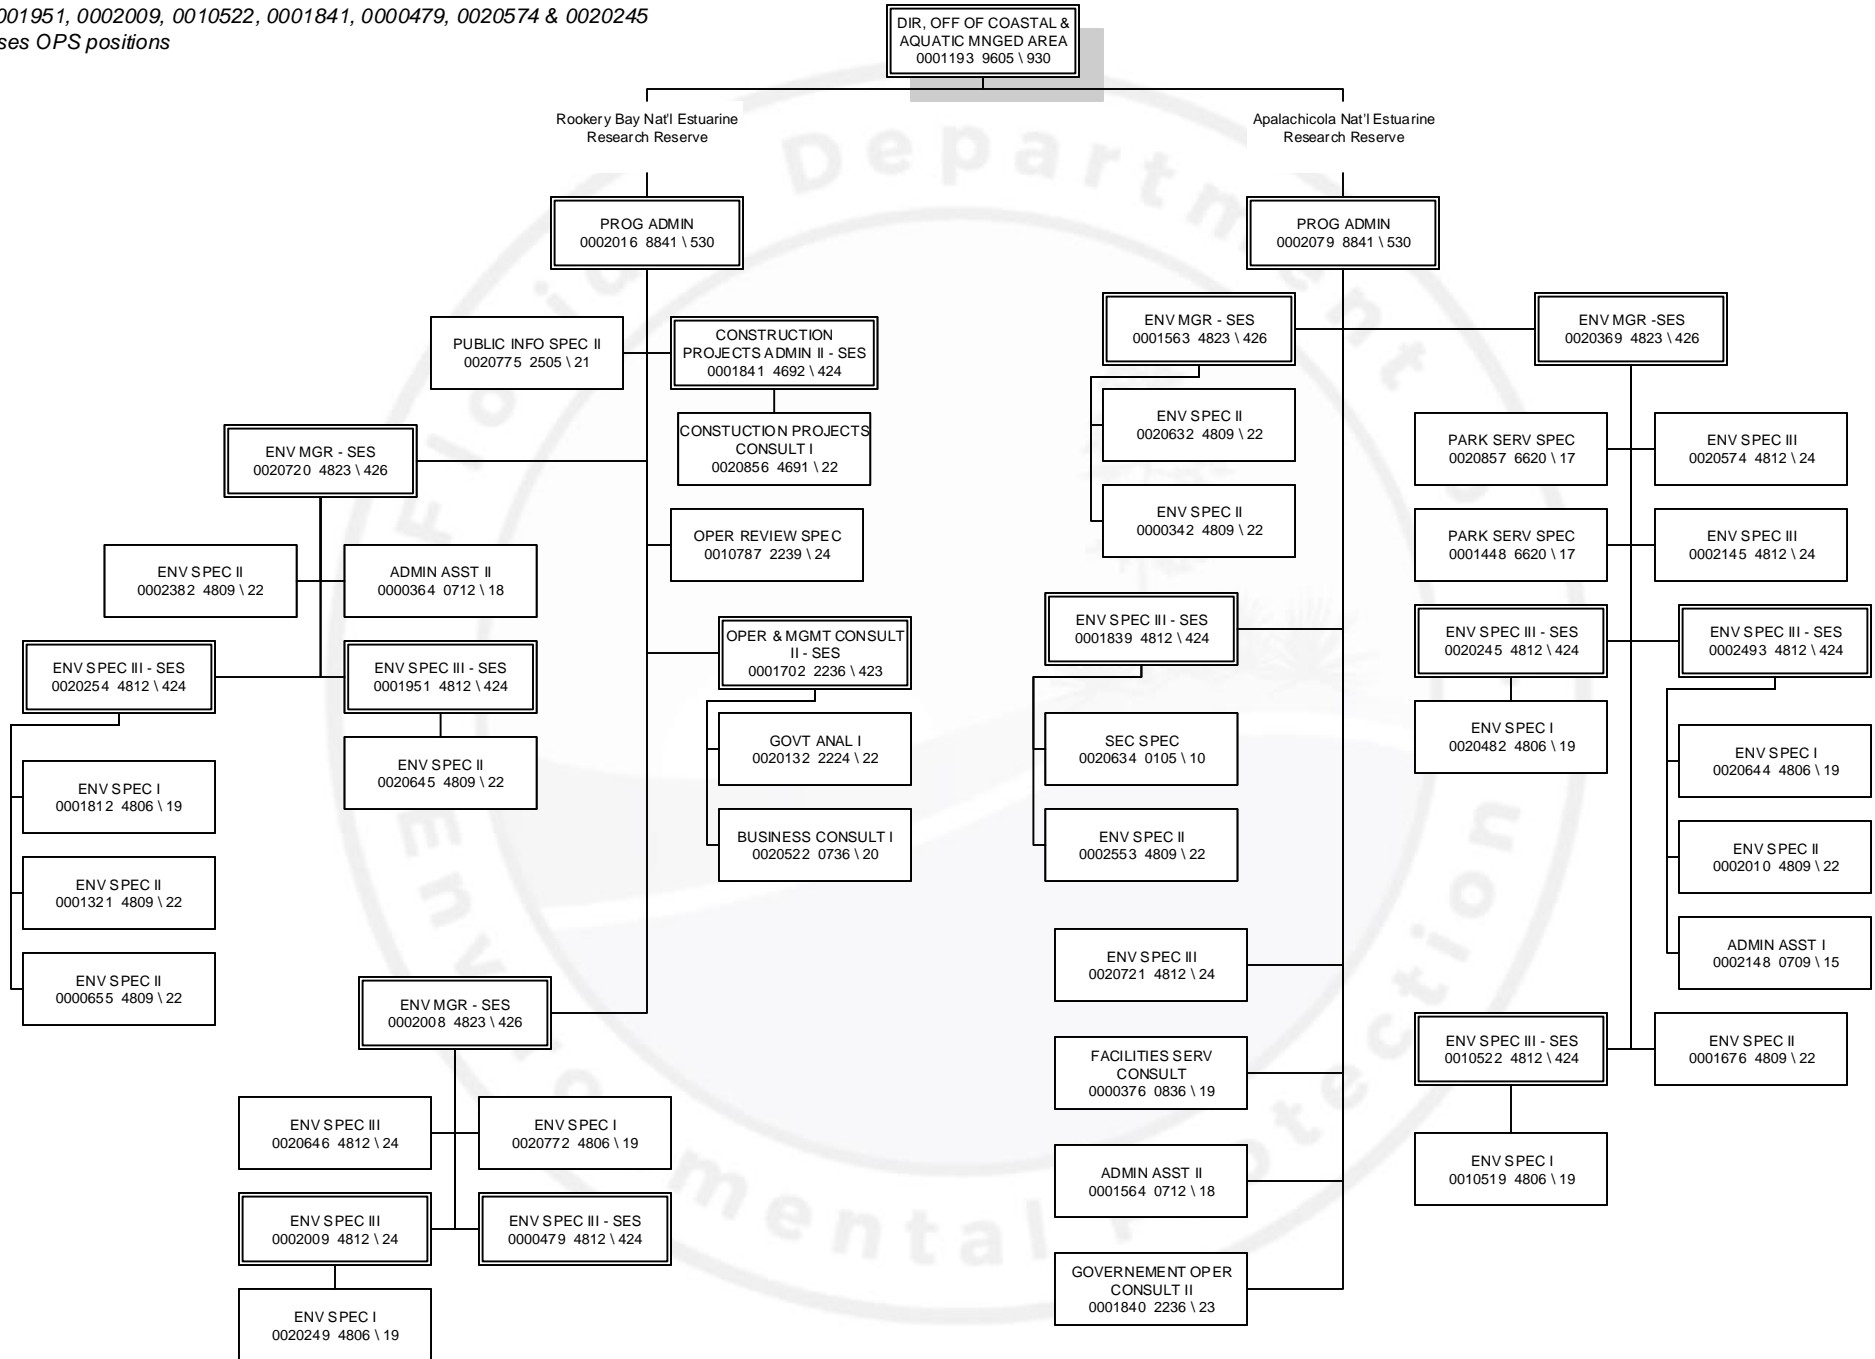 001951, 0002009, 0010522, 0001841, 0000479, 0020574 & 0020245
ses OPS positions
DIR, OFF OF COASTAL &
AQUATIC MNGED AREA
0001193 9605 \ 930
Rookery Bay Nat'l Estuarine
Research Reserve
Apalachicola Nat'l Estuarine
Research Reserve
PROG ADMIN
0002016 8841 \ 530
PROG ADMIN
0002079 8841 \ 530
PUBLIC INFO SPEC II
0020775 2505 \ 21
CONSTRUCTION
PROJECTS ADMIN II - SES
0001841 4692 \ 424
CONSTUCTION PROJECTS
CONSULT I
0020856 4691 \ 22
ENV MGR - SES
0020720 4823 \ 426
OPER REVIEW SPEC
0010787 2239 \ 24
ENV SPEC II
0002382 4809 \ 22
ADMIN ASST II
0000364 0712 \ 18
ENV SPEC III - SES
0020254 4812 \ 424
ENV SPEC III - SES
0001951 4812 \ 424
ENV SPEC II
0020645 4809 \ 22
ENV SPEC I
0001812 4806 \ 19
ENV SPEC II
0001321 4809 \ 22
ENV SPEC II
0000655 4809 \ 22
OPER & MGMT CONSULT
II - SES
0001702 2236 \ 423
GOVT ANAL I
0020132 2224 \ 22
BUSINESS CONSULT I
0020522 0736 \ 20
ENV MGR - SES
0002008 4823 \ 426
ENV SPEC III
0020646 4812 \ 24
ENV SPEC I
0020772 4806 \ 19
ENV SPEC III
0002009 4812 \ 24
ENV SPEC III - SES
0000479 4812 \ 424
ENV SPEC I
0020249 4806 \ 19
ENV MGR - SES
0001563 4823 \ 426
ENV MGR -SES
0020369 4823 \ 426
ENV SPEC II
0020632 4809 \ 22
ENV SPEC II
0000342 4809 \ 22
ENV SPEC III - SES
0001839 4812 \ 424
SEC SPEC
0020634 0105 \ 10
ENV SPEC II
0002553 4809 \ 22
ENV SPEC III
0020721 4812 \ 24
FACILITIES SERV
CONSULT
0000376 0836 \ 19
ADMIN ASST II
0001564 0712 \ 18
GOVERNEMENT OPER
CONSULT II
0001840 2236 \ 23
PARK SERV SPEC
0020857 6620 \ 17
ENV SPEC III
0020574 4812 \ 24
PARK SERV SPEC
0001448 6620 \ 17
ENV SPEC III
0002145 4812 \ 24
ENV SPEC III - SES
0020245 4812 \ 424
ENV SPEC III - SES
0002493 4812 \ 424
ENV SPEC I
0020482 4806 \ 19
ENV SPEC I
0020644 4806 \ 19
ENV SPEC II
0002010 4809 \ 22
ADMIN ASST I
0002148 0709 \ 15
ENV SPEC III - SES
0010522 4812 \ 424
ENV SPEC II
0001676 4809 \ 22
ENV SPEC I
0010519 4806 \ 19